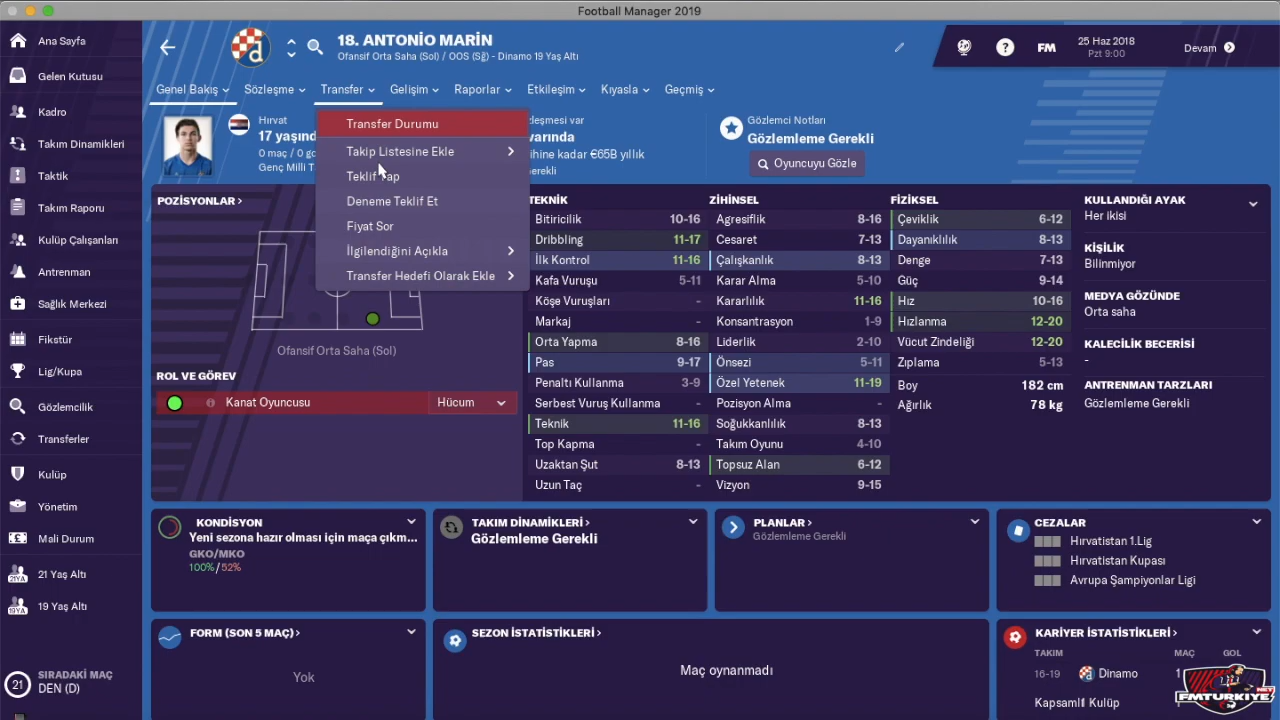 Football Manager 2019
Ana Sayfa
Gelen Kutusu
Kadro
Takım Dinamikleri
Taktik
Takım Raporu
Kulüp Çalışanları
Antrenman
Sağlık Merkezi
Fikstür
Lig/Kupa
Gözlemcilik
Transferler
Kulüp
Yönetim
Mali Durum
21YA
21 Yaş Altı
19YA
19 Yaş Altı
21
SIRADAKİ MAÇ
DEN (D)
18. ANTONİO MARİN
Ofansif Orta Saha (Sol) / OOS (Sğ) - Dinamo 19 Yaş Altı
FM
25 Haz 2018
Pzt 9:00
Devam
Genel Bakış
Sözleşme
Transfer
Gelişim
Raporlar
Etkileşim
Kıyasla
Geçmiş
Transfer Durumu
Takip Listesine Ekle
Teklif Yap
Deneme Teklif Et
Fiyat Sor
İlgilendiğini Açıkla
Transfer Hedefi Olarak Ekle
Hırvat
17 yaşınd
0 maç / 0 go
Genç Milli T
zleşmesi var
varında
ihine kadar €65B yıllık
erekli
Gözlemci Notları
Gözlemleme Gerekli
Oyuncuyu Gözle
POZİSYONLAR
Ofansif Orta Saha (Sol)
ROL VE GÖREV
Kanat Oyuncusu
Hücum
TEKNİK
Bitiricilik 10-16
Dribbling 11-17
İlk Kontrol 11-16
Kafa Vuruşu 5-11
Köşe Vuruşları -
Markaj -
Orta Yapma 8-16
Pas 9-17
Penaltı Kullanma 3-9
Serbest Vuruş Kullanma -
Teknik 11-16
Top Kapma -
Uzaktan Şut 8-13
Uzun Taç -
ZİHİNSEL
Agresiflik 8-16
Cesaret 7-13
Çalışkanlık 8-13
Karar Alma 5-10
Kararlılık 11-16
Konsantrasyon 1-9
Liderlik 2-10
Önsezi 5-11
Özel Yetenek 11-19
Pozisyon Alma -
Soğukkanlılık 8-13
Takım Oyunu 4-10
Topsuz Alan 6-12
Vizyon 9-15
FİZİKSEL
Çeviklik 6-12
Dayanıklılık 8-13
Denge 7-13
Güç 9-14
Hız 10-16
Hızlanma 12-20
Vücut Zindeliği 12-20
Zıplama 5-13
Boy 182 cm
Ağırlık 78 kg
KULLANDIĞI AYAK
Her ikisi
KİŞİLİK
Bilinmiyor
MEDYA GÖZÜNDE
Orta saha
KALECİLİK BECERİSİ
-
ANTRENMAN TARZLARI
Gözlemleme Gerekli
KONDİSYON
Yeni sezona hazır olması için maça çıkm...
GKO/MKO
100%/52%
TAKIM DİNAMİKLERİ
Gözlemleme Gerekli
PLANLAR
Gözlemleme Gerekli
CEZALAR
Hırvatistan 1.Lig
Hırvatistan Kupası
Avrupa Şampiyonlar Ligi
FORM (SON 5 MAÇ)
Yok
SEZON İSTATİSTİKLERİ
Maç oynanmadı
KARİYER İSTATİSTİKLERİ
TAKIM MAÇ GOL
16-19 Dinamo 1
Kapsamlı Kulüp
FMTURKIYE.NET